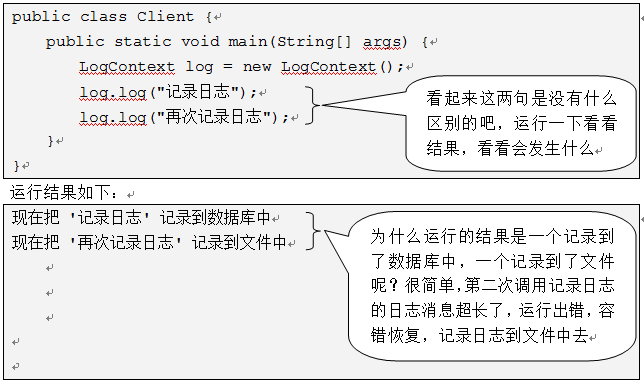 public class Client {
public static void main(String[] args) {
LogContext log = new LogContext();
log.log("记录日志");
log.log("再次记录日志");
}
}
看起来这两句是没有什么
区别的吧，运行一下看看
结果，看看会发生什么
运行结果如下：
现在把 '记录日志' 记录到数据库中
现在把 '再次记录日志' 记录到文件中
为什么运行的结果是一个记录到
了数据库中，一个记录到了文件
呢？很简单,第二次调用记录日志
的日志消息超长了，运行出错，容
错恢复，记录日志到文件中去